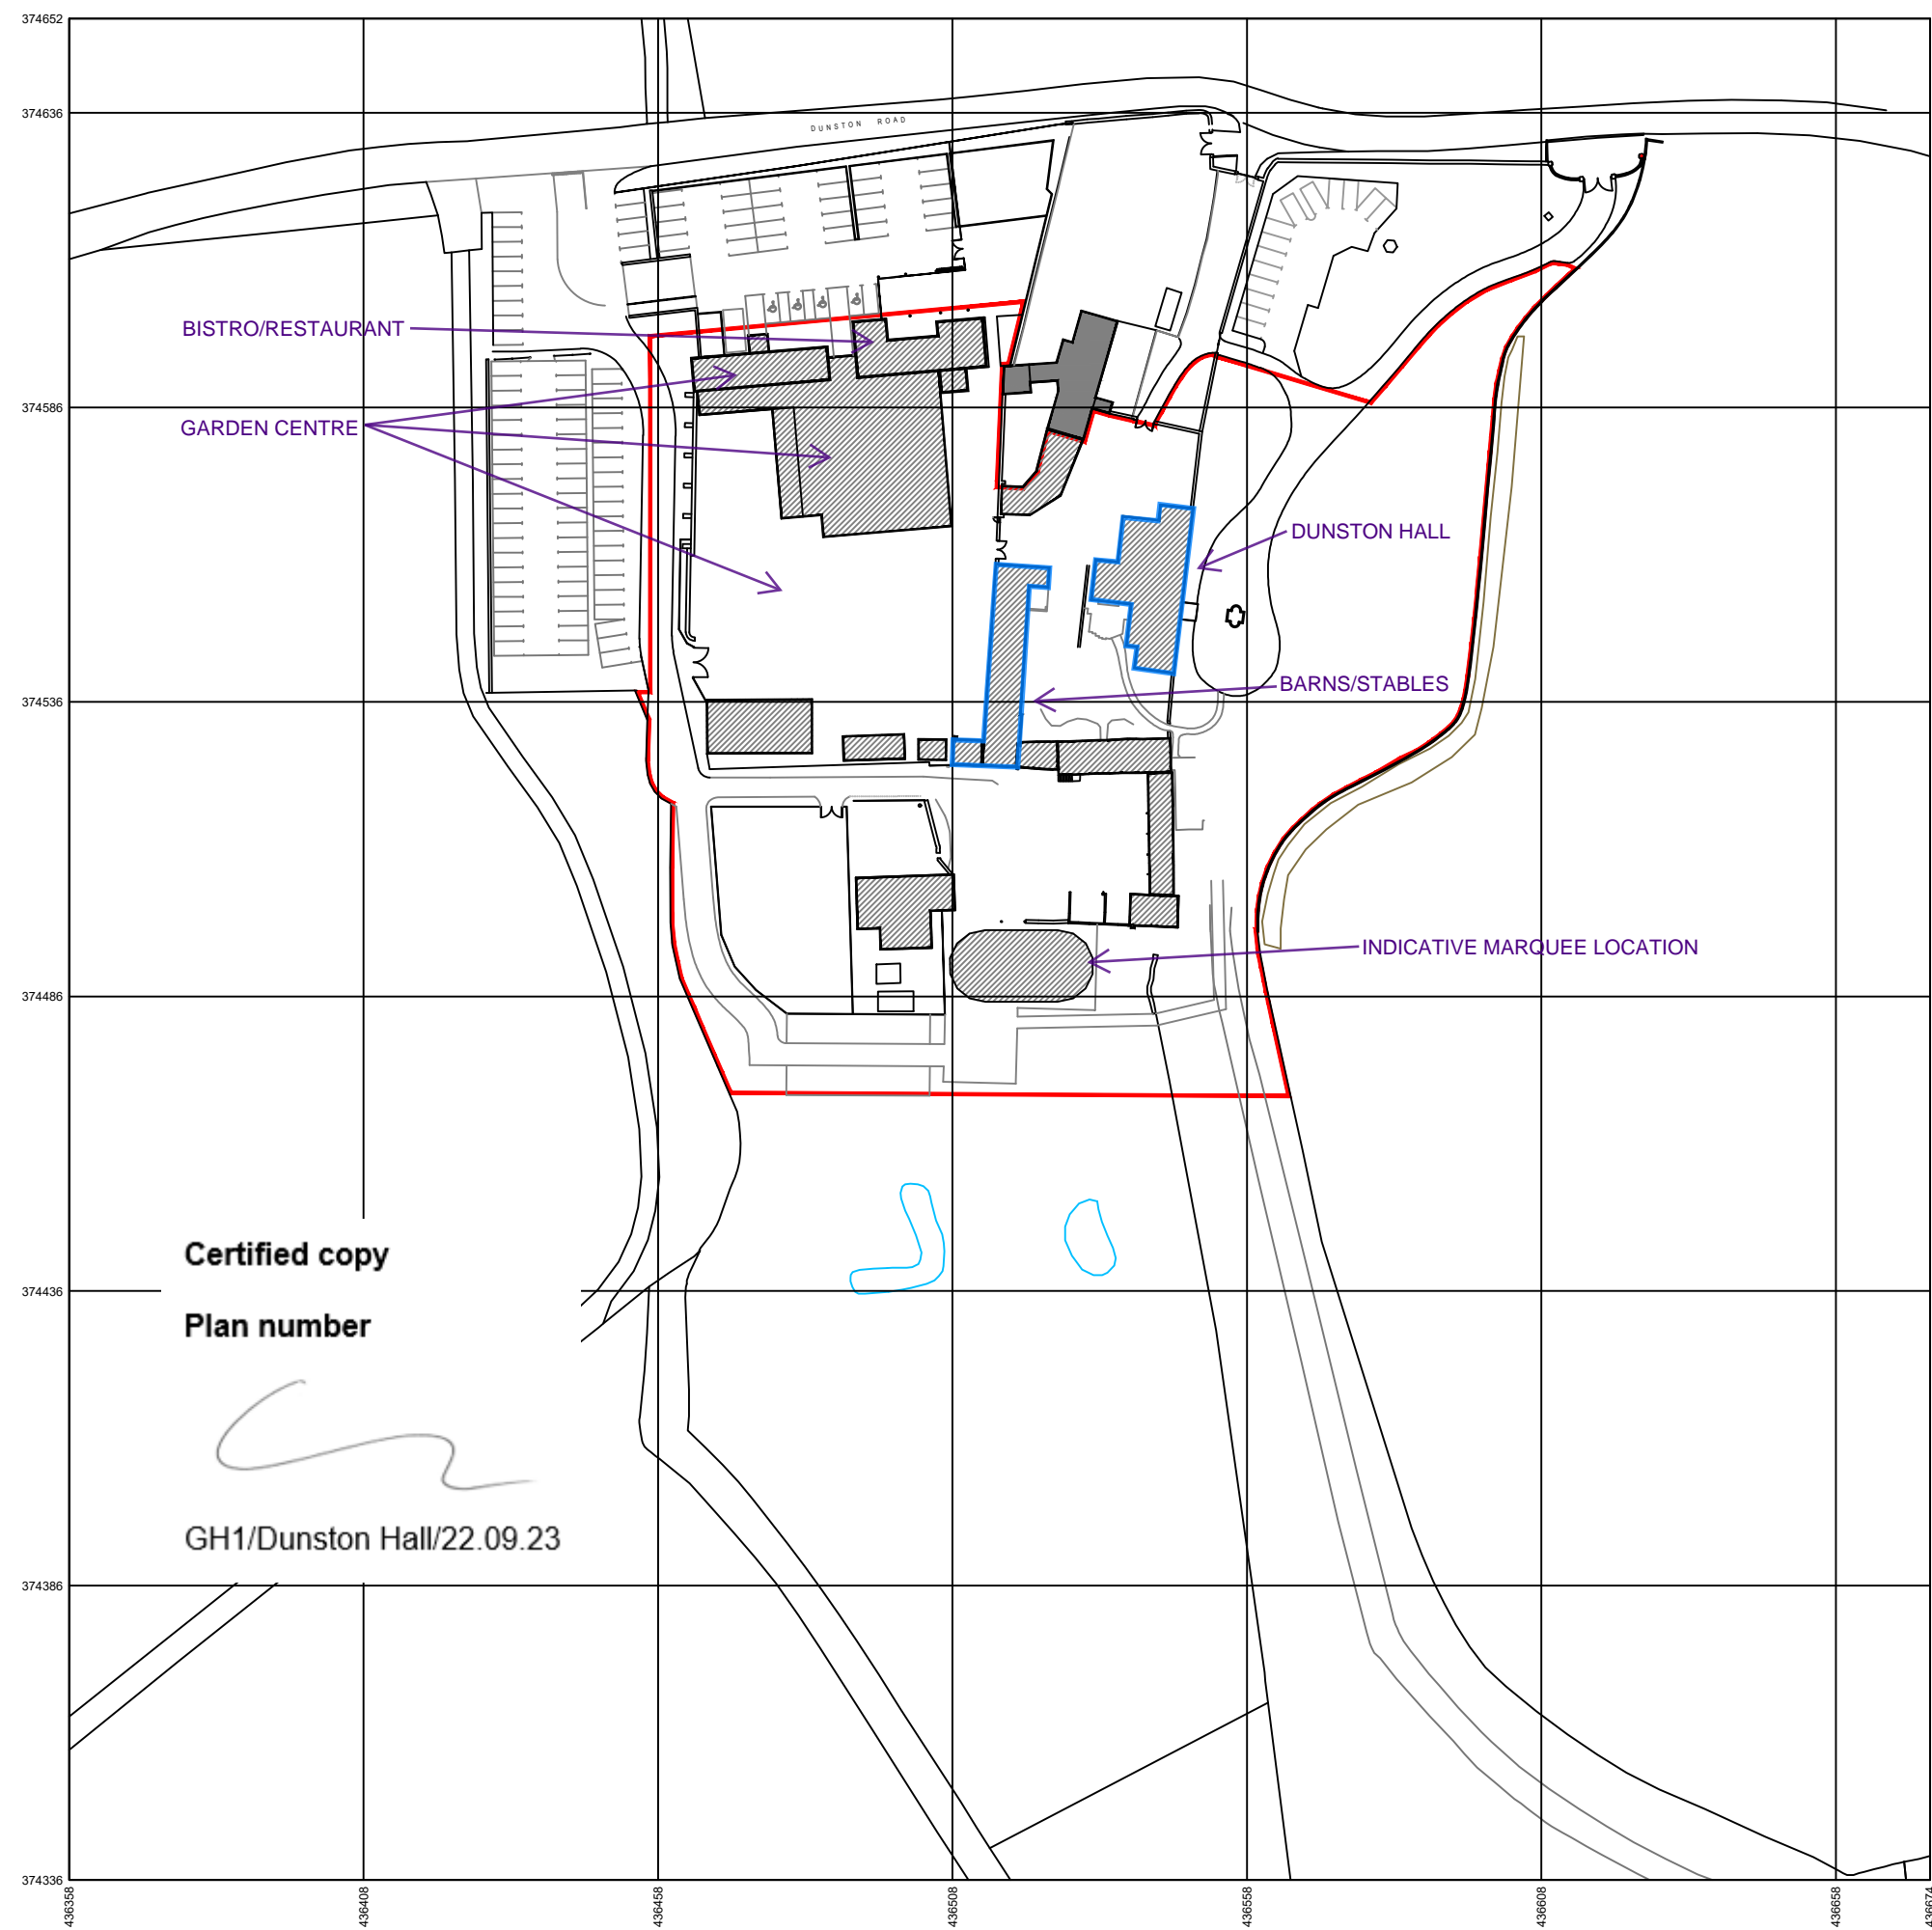 374652
374636
DUNSTON ROAD
BISTRO/RESTAURANT
374586
GARDEN CENTRE
DUNSTON HALL
BARNS/STABLES
374536
INDICATIVE MARQUEE LOCATION
374486
Certified copy
374436
Plan number
GH1/Dunston Hall/22.09.23
374386
374336
436358
436408
436458
436508
436558
436608
436658
436674